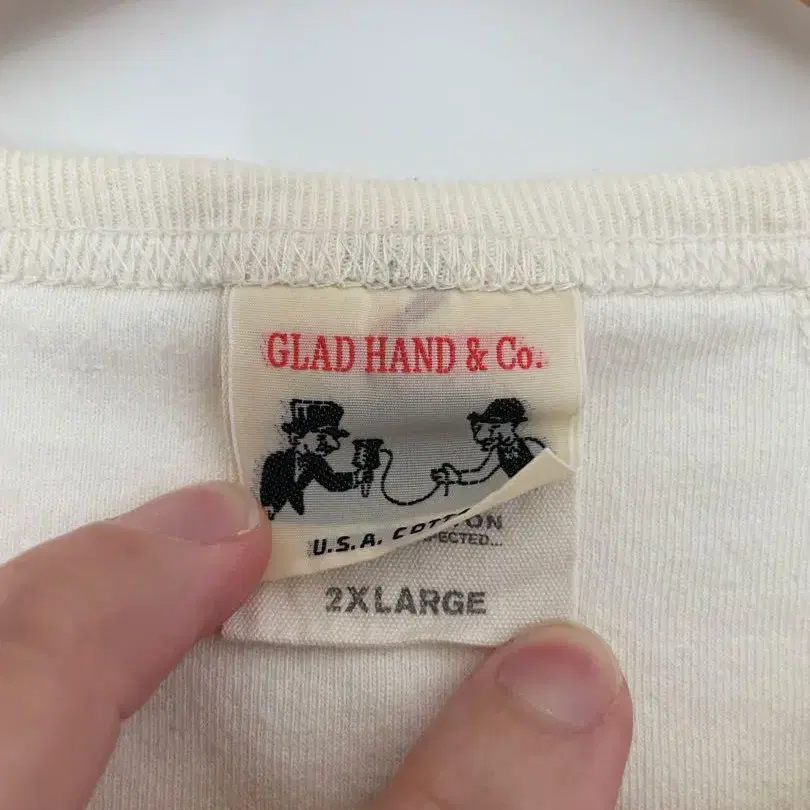 GLAD HAND & Co.
U.S.A. COTTON
2XLARGE